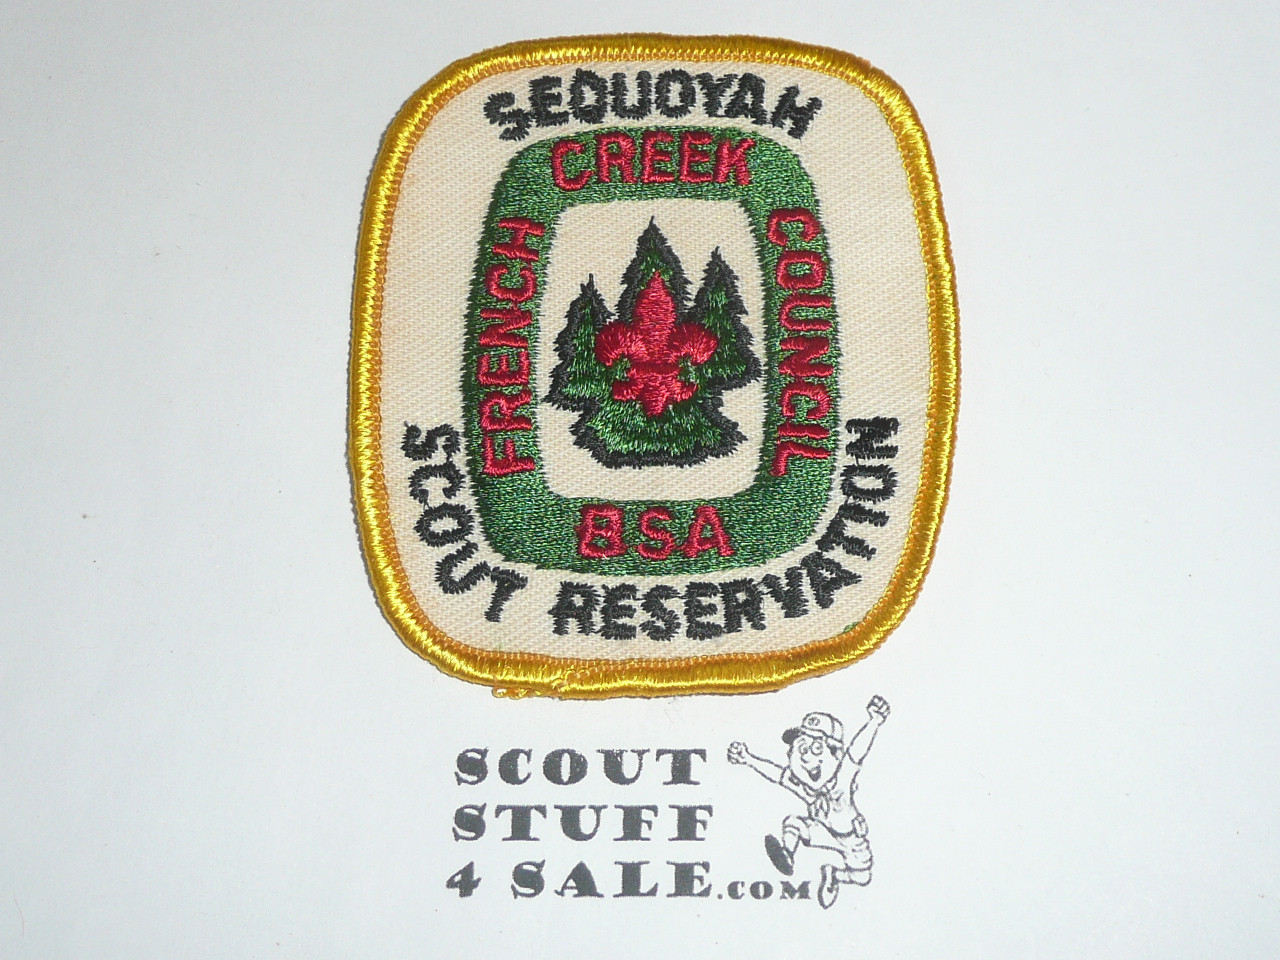 SEQUOYAH
FRENCH CREEK COUNCIL
BSA
SCOUT RESERVATION
SCOUT
STUFF
4 SALE.COM